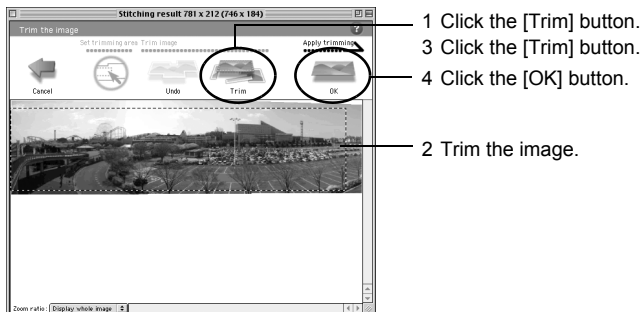 Stitching result 781 x 212 (746 x 184)
Trim the image
?
Set trimming area Trim image Apply trimming
Cancel Undo Trim OK
Zoom ratio: Display whole image
1 Click the [Trim] button.
3 Click the [Trim] button.
4 Click the [OK] button.
2 Trim the image.